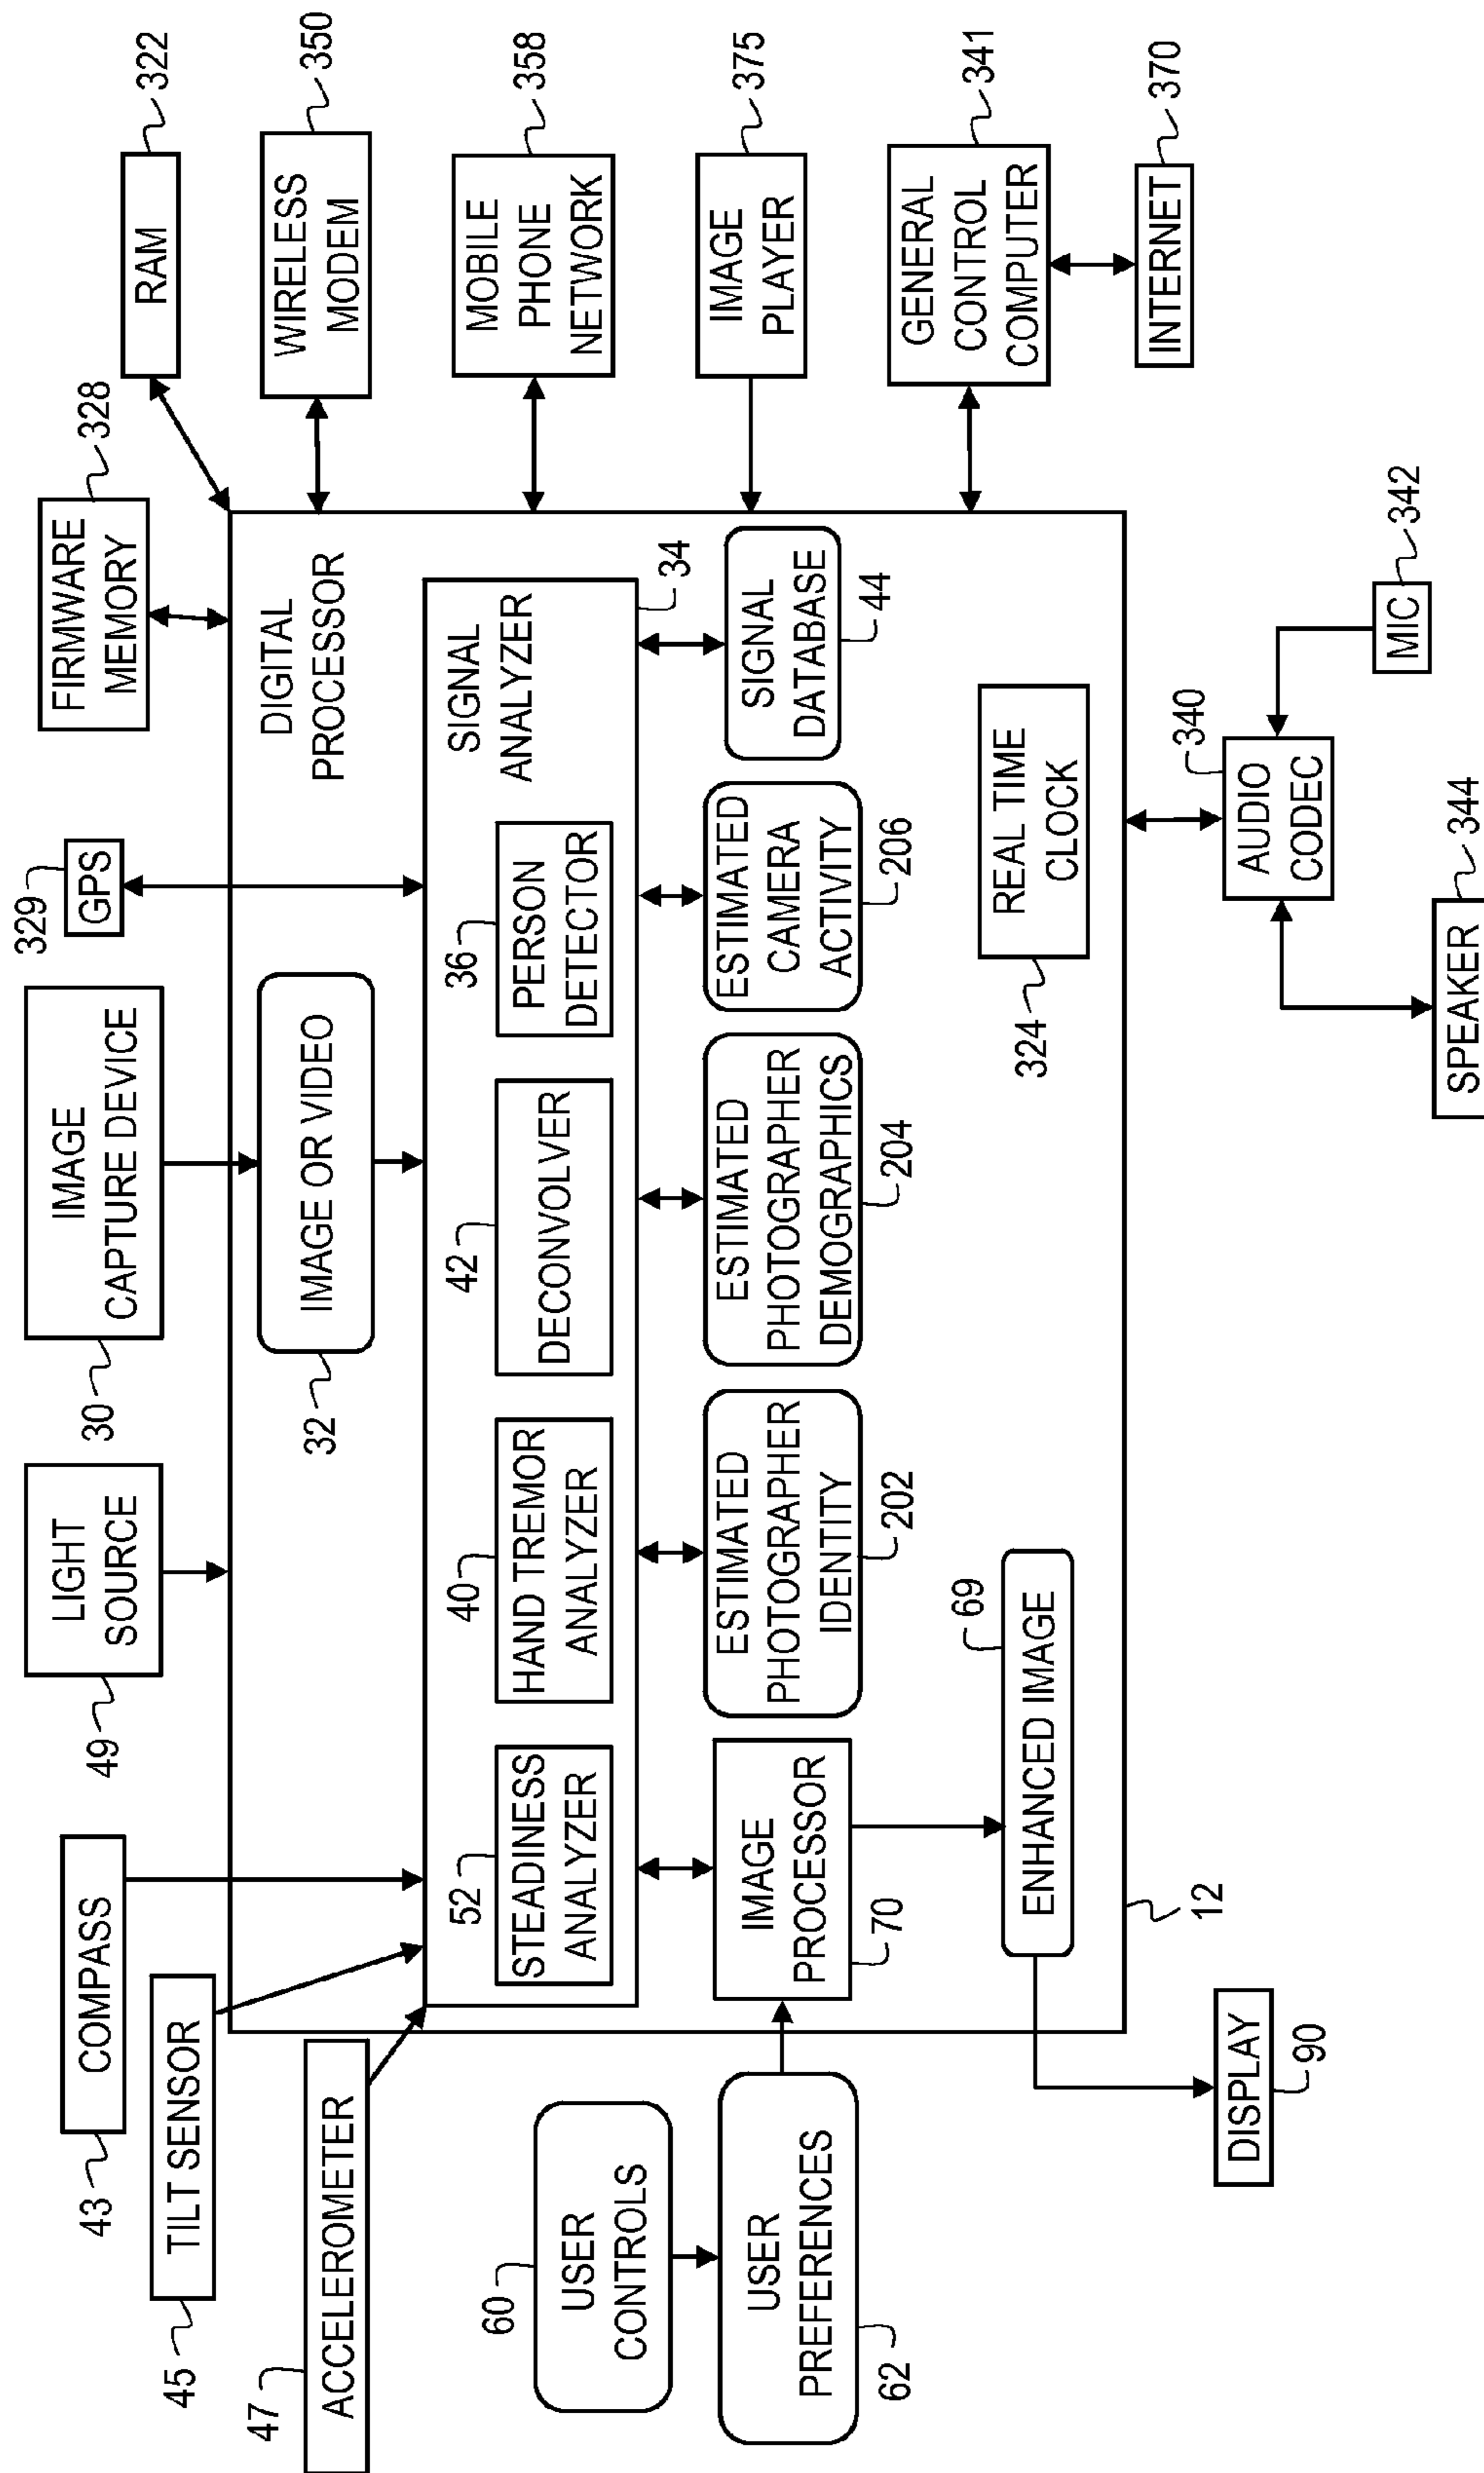 322
RAM
350
WIRELESS
MODEM
358
MOBILE
PHONE
NETWORK
375
IMAGE
PLAYER
341
GENERAL
CONTROL
COMPUTER
370
INTERNET
328
FIRMWARE
MEMORY
329
GPS
IMAGE
CAPTURE DEVICE
30
LIGHT
SOURCE
49
COMPASS
43
TILT SENSOR
45
ACCELEROMETER
47
DIGITAL
PROCESSOR
IMAGE OR VIDEO
32
SIGNAL
ANALYZER
34
36
PERSON
DETECTOR
42
DECONVOLVER
40
HAND TREMOR
ANALYZER
52
STEADINESS
ANALYZER
SIGNAL
DATABASE
44
ESTIMATED
CAMERA
ACTIVITY
206
ESTIMATED
PHOTOGRAPHER
DEMOGRAPHICS
204
ESTIMATED
PHOTOGRAPHER
IDENTITY
202
IMAGE
PROCESSOR
70
60
USER
CONTROLS
USER
PREFERENCES
62
REAL TIME
CLOCK
324
69
ENHANCED IMAGE
12
DISPLAY
90
340
AUDIO
CODEC
MIC
342
SPEAKER
344